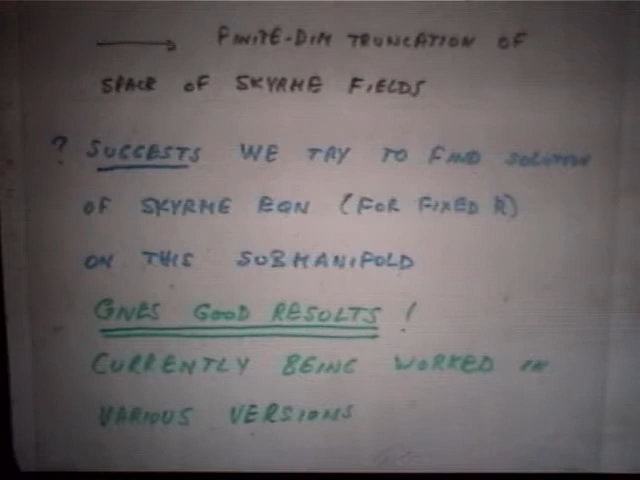 → FINITE-DIM TRUNCATION OF
SPACE OF SKYRME FIELDS
? SUGGESTS WE TRY TO FIND SOLUTION
OF SKYRME EQN (FOR FIXED k)
ON THIS SUBMANIFOLD
GIVES GOOD RESULTS !
CURRENTLY BEING WORKED IN
VARIOUS VERSIONS